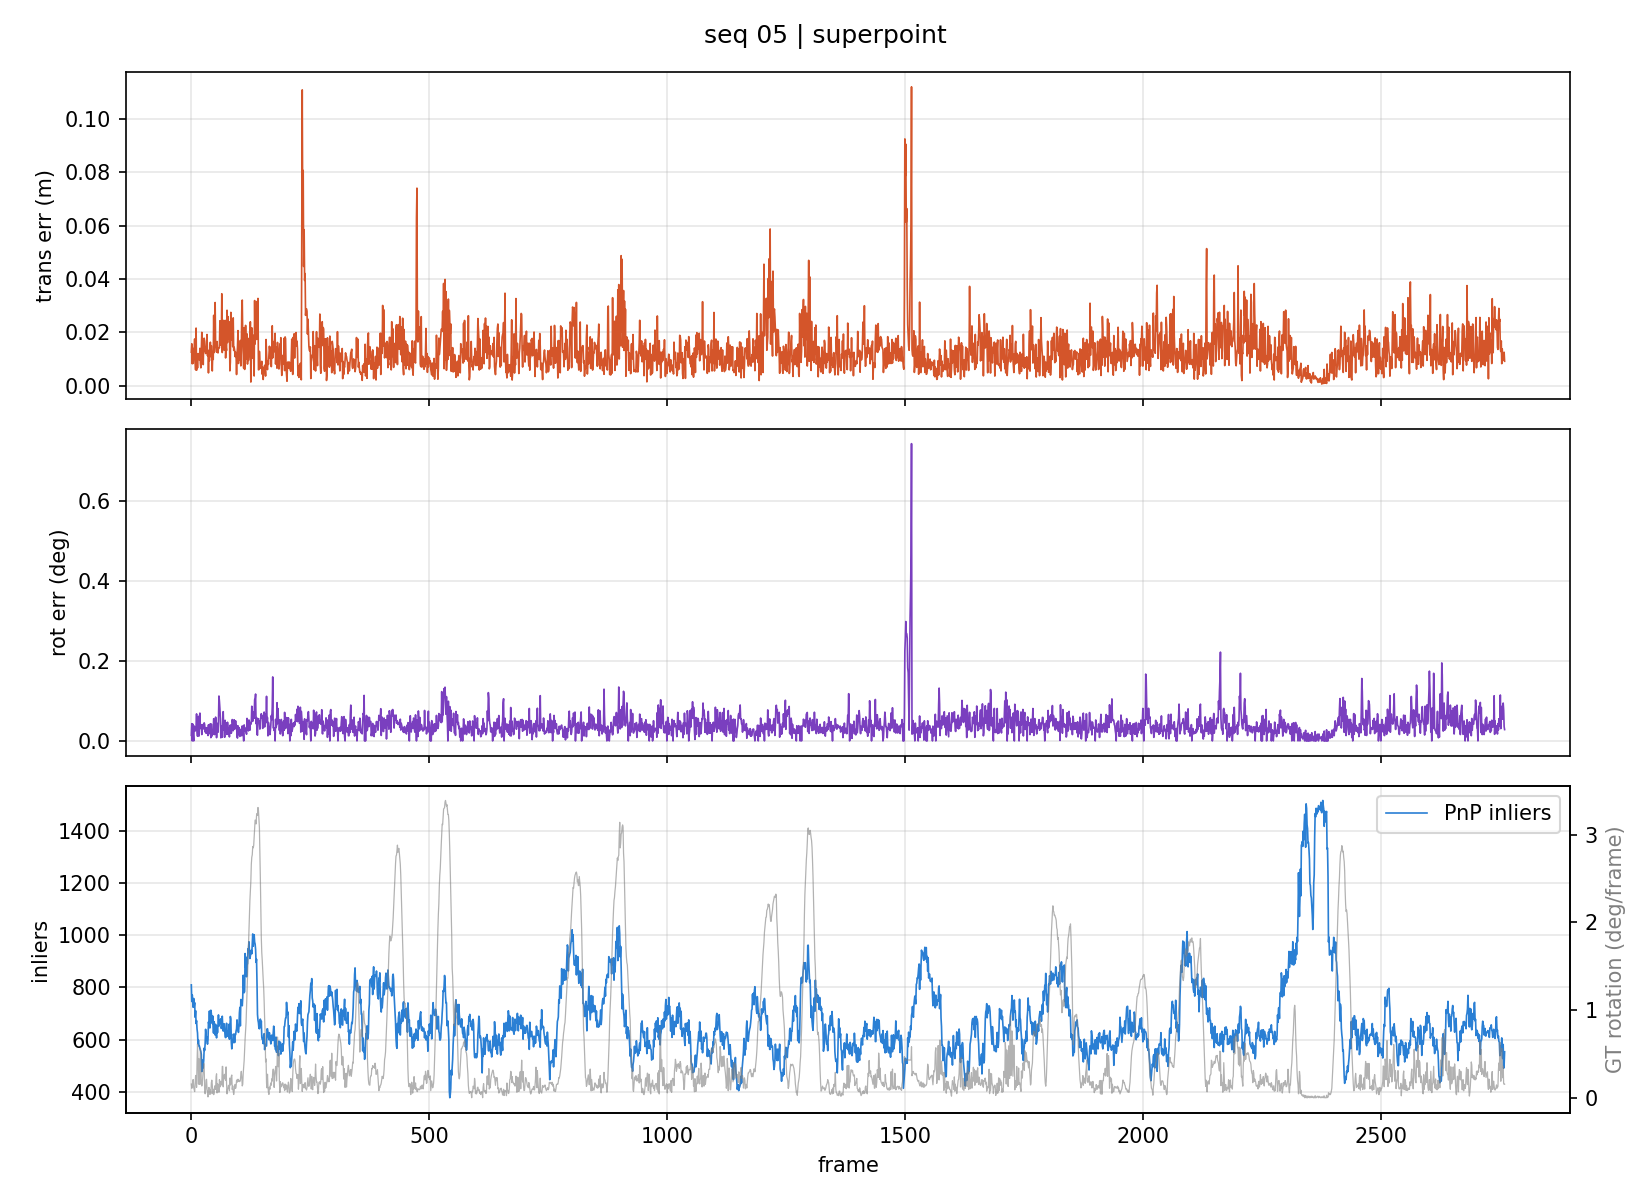 seq 05 | superpoint
trans err (m)
0.10
0.08
0.06
0.04
0.02
0.00
rot err (deg)
0.6
0.4
0.2
0.0
inliers
1400
1200
1000
800
600
400
PnP inliers
GT rotation (deg/frame)
3
2
1
0
0 500 1000 1500 2000 2500
frame